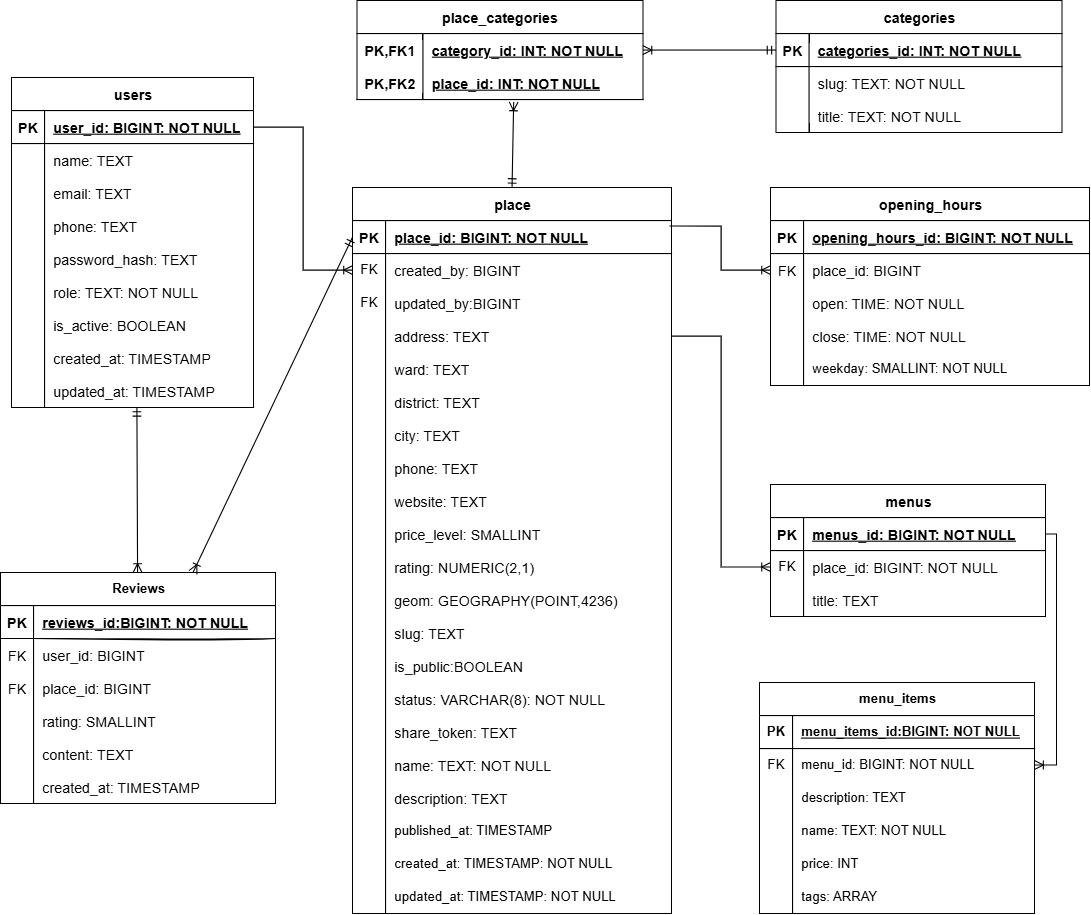 place_categories
PK,FK1 category_id: INT: NOT NULL
PK,FK2 place_id: INT: NOT NULL
categories
PK categories_id: INT: NOT NULL
slug: TEXT: NOT NULL
title: TEXT: NOT NULL
users
PK user_id: BIGINT: NOT NULL
name: TEXT
email: TEXT
phone: TEXT
password_hash: TEXT
role: TEXT: NOT NULL
is_active: BOOLEAN
created_at: TIMESTAMP
updated_at: TIMESTAMP
place
PK place_id: BIGINT: NOT NULL
FK created_by: BIGINT
FK updated_by:BIGINT
address: TEXT
ward: TEXT
district: TEXT
city: TEXT
phone: TEXT
website: TEXT
price_level: SMALLINT
rating: NUMERIC(2,1)
geom: GEOGRAPHY(POINT,4236)
slug: TEXT
is_public:BOOLEAN
status: VARCHAR(8): NOT NULL
share_token: TEXT
name: TEXT: NOT NULL
description: TEXT
published_at: TIMESTAMP
created_at: TIMESTAMP: NOT NULL
updated_at: TIMESTAMP: NOT NULL
opening_hours
PK opening_hours_id: BIGINT: NOT NULL
FK place_id: BIGINT
open: TIME: NOT NULL
close: TIME: NOT NULL
weekday: SMALLINT: NOT NULL
menus
PK menus_id: BIGINT: NOT NULL
FK place_id: BIGINT: NOT NULL
title: TEXT
Reviews
PK reviews_id:BIGINT: NOT NULL
FK user_id: BIGINT
FK place_id: BIGINT
rating: SMALLINT
content: TEXT
created_at: TIMESTAMP
menu_items
PK menu_items_id:BIGINT: NOT NULL
FK menu_id: BIGINT: NOT NULL
description: TEXT
name: TEXT: NOT NULL
price: INT
tags: ARRAY